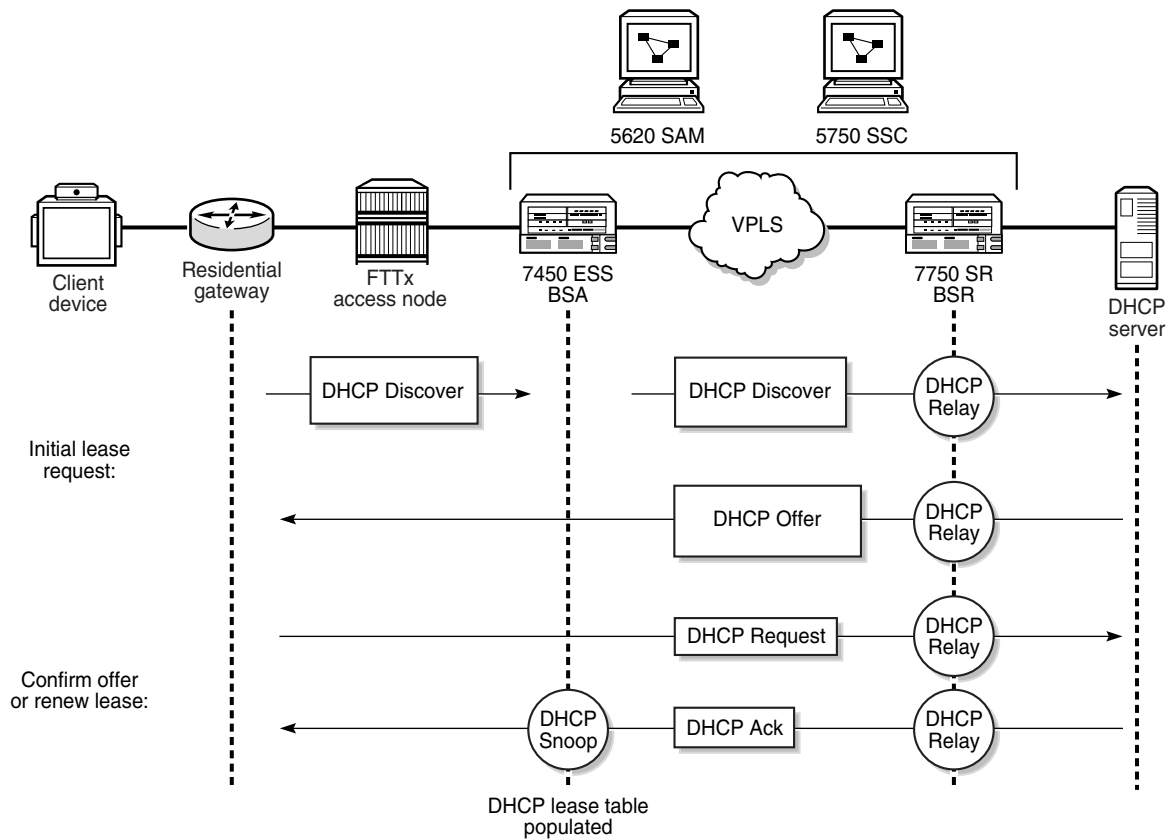 5620 SAM
5750 SSC
VPLS
Client
device
Residential
gateway
FTTx
access node
7450 ESS
BSA
7750 SR
BSR
DHCP
server
DHCP Discover
DHCP Discover
DHCP
Relay
Initial lease
request:
DHCP Offer
DHCP
Relay
DHCP Request
DHCP
Relay
Confirm offer
or renew lease:
DHCP
Snoop
DHCP Ack
DHCP
Relay
DHCP lease table
populated